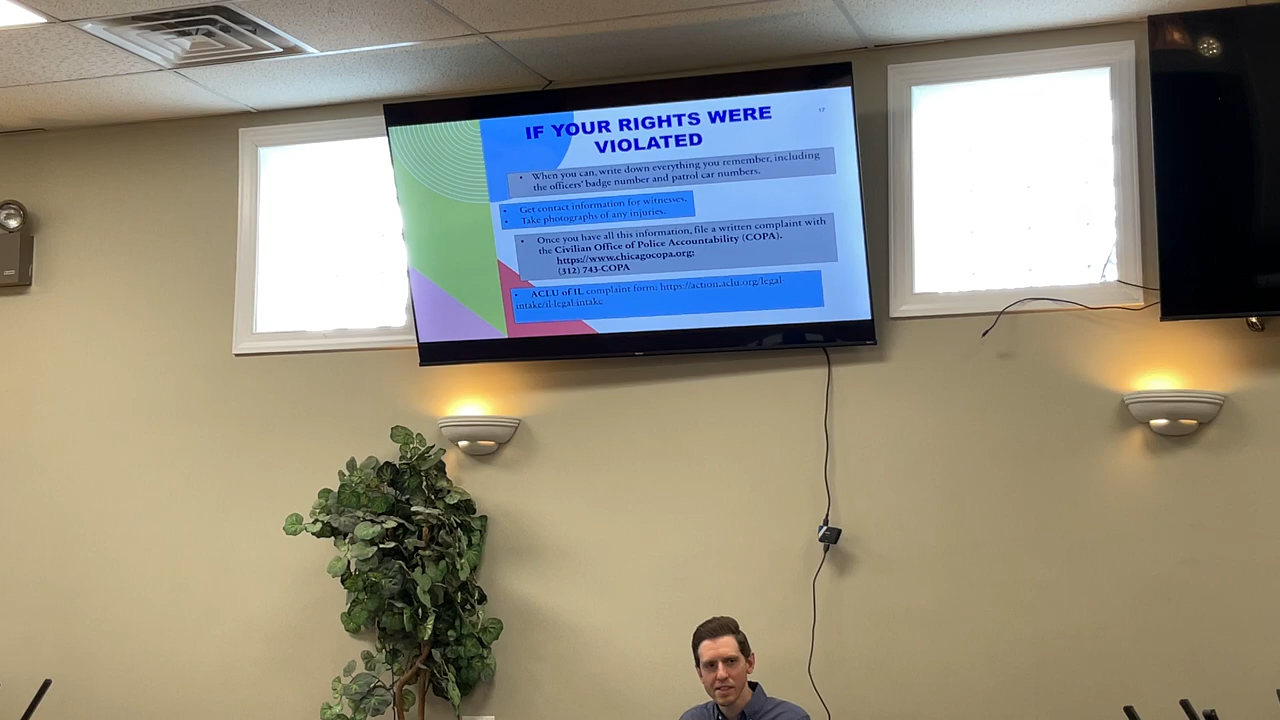 17
IF YOUR RIGHTS WERE
VIOLATED
• When you can, write down everything you remember, including
the officers' badge number and patrol car numbers.
• Get contact information for witnesses.
• Take photographs of any injuries.
• Once you have all this information, file a written complaint with
the Civilian Office of Police Accountability (COPA).
https://www.chicagocopa.org;
(312) 743-COPA
• ACLU of IL complaint form: https://action.aclu.org/legal-
intake/il-legal-intake